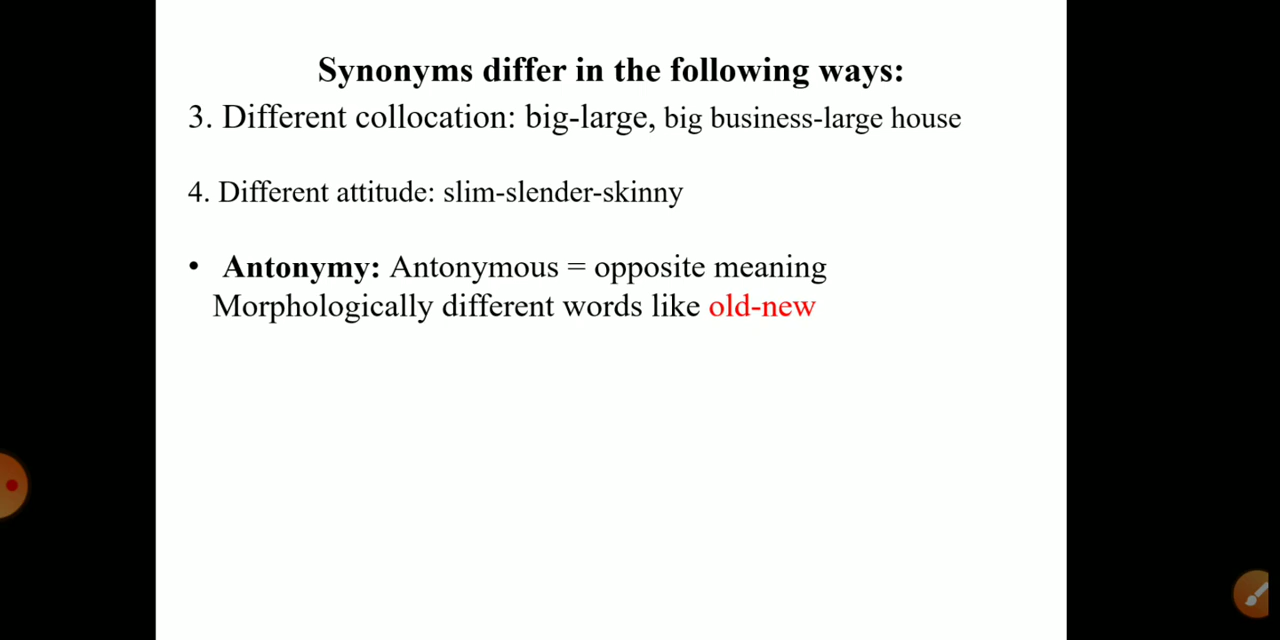 Synonyms differ in the following ways:
3. Different collocation: big-large, big business-large house
4. Different attitude: slim-slender-skinny
• Antonymy: Antonymous = opposite meaning
Morphologically different words like old-new